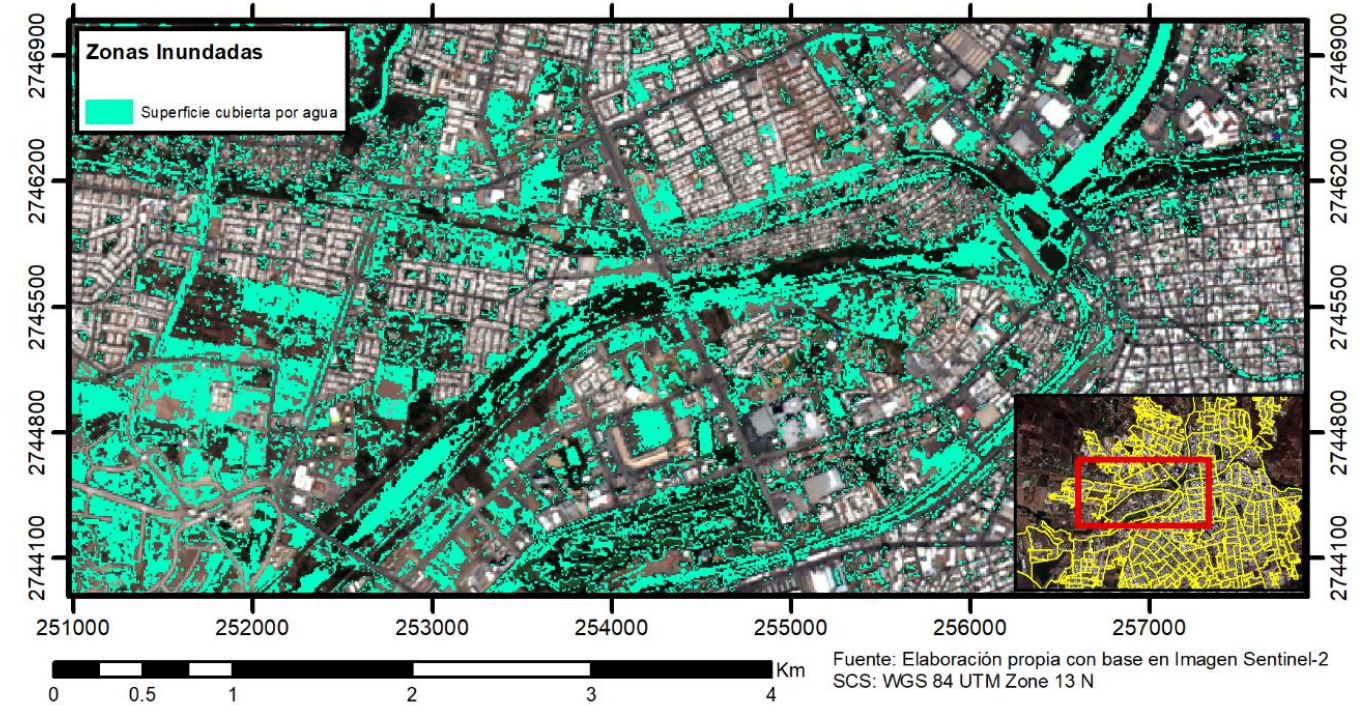 Zonas Inundadas
Superficie cubierta por agua
2746900
2746200
2745500
2744800
2744100
2746900
2746200
2745500
2744800
2744100
251000 252000 253000 254000 255000 256000 257000
Km
0 0.5 1 2 3 4
Fuente: Elaboración propia con base en Imagen Sentinel-2
SCS: WGS 84 UTM Zone 13 N